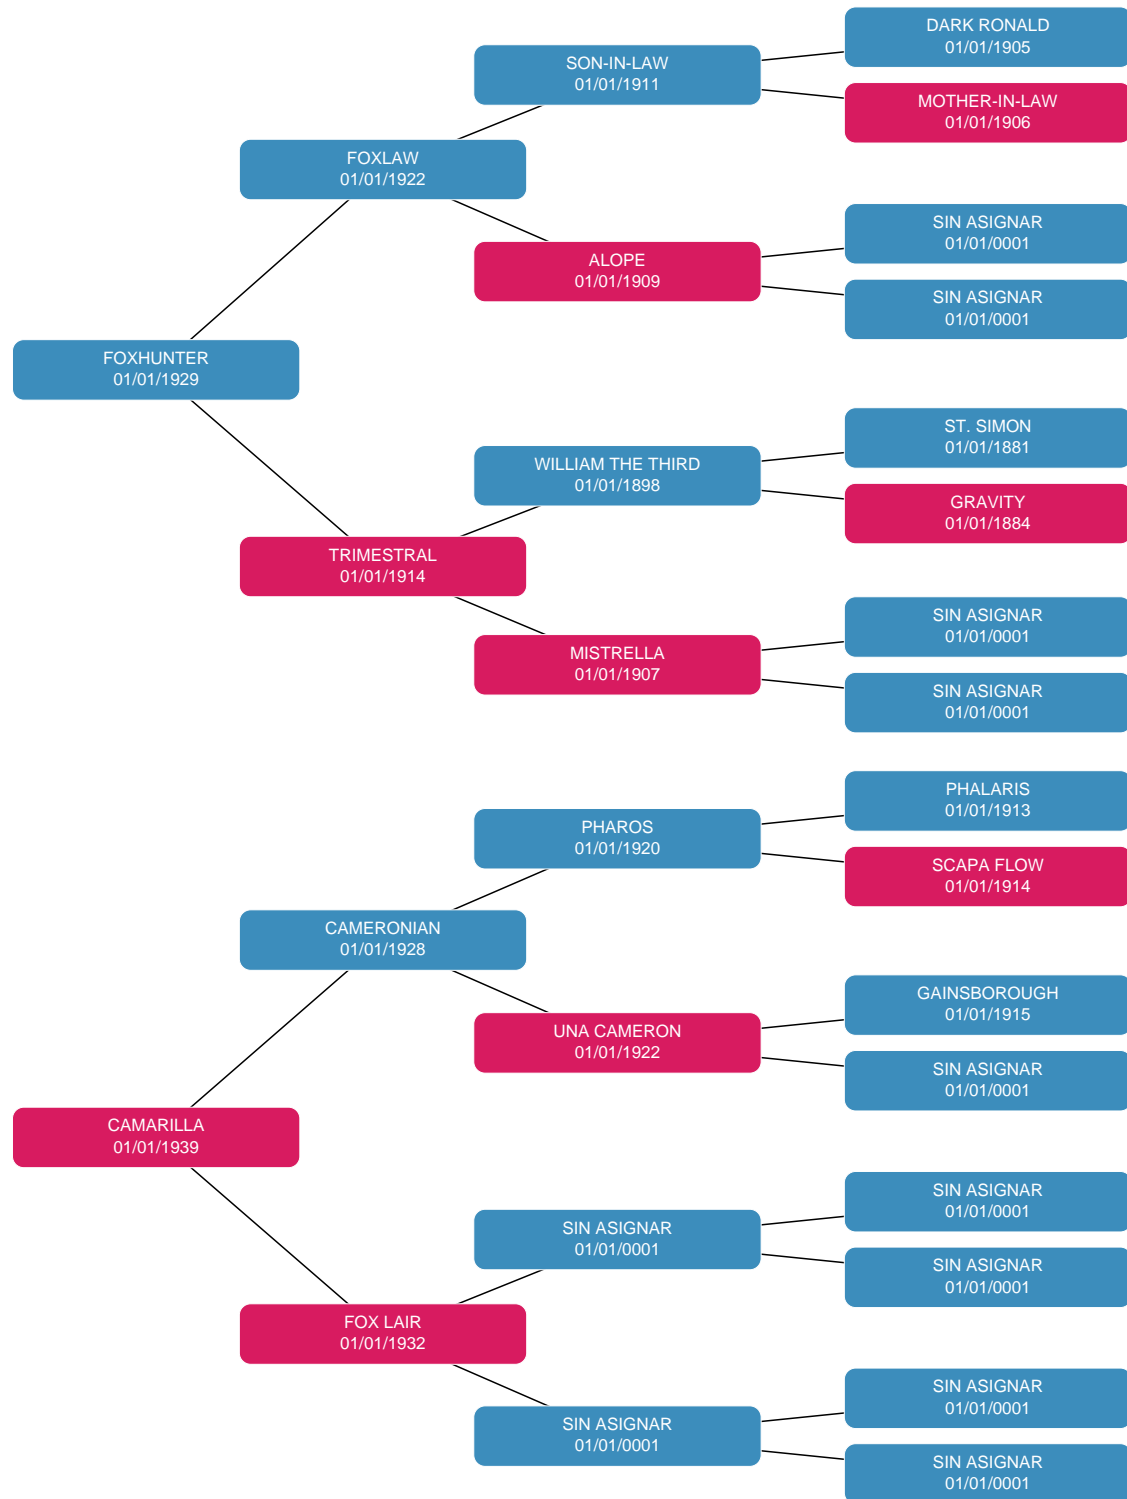 DARK RONALD
01/01/1905
SON-IN-LAW
01/01/1911
MOTHER-IN-LAW
01/01/1906
FOXLAW
01/01/1922
SIN ASIGNAR
01/01/0001
ALOPE
01/01/1909
SIN ASIGNAR
01/01/0001
FOXHUNTER
01/01/1929
ST. SIMON
01/01/1881
WILLIAM THE THIRD
01/01/1898
GRAVITY
01/01/1884
TRIMESTRAL
01/01/1914
SIN ASIGNAR
01/01/0001
MISTRELLA
01/01/1907
SIN ASIGNAR
01/01/0001
PHALARIS
01/01/1913
PHAROS
01/01/1920
SCAPA FLOW
01/01/1914
CAMERONIAN
01/01/1928
GAINSBOROUGH
01/01/1915
UNA CAMERON
01/01/1922
SIN ASIGNAR
01/01/0001
CAMARILLA
01/01/1939
SIN ASIGNAR
01/01/0001
SIN ASIGNAR
01/01/0001
SIN ASIGNAR
01/01/0001
FOX LAIR
01/01/1932
SIN ASIGNAR
01/01/0001
SIN ASIGNAR
01/01/0001
SIN ASIGNAR
01/01/0001